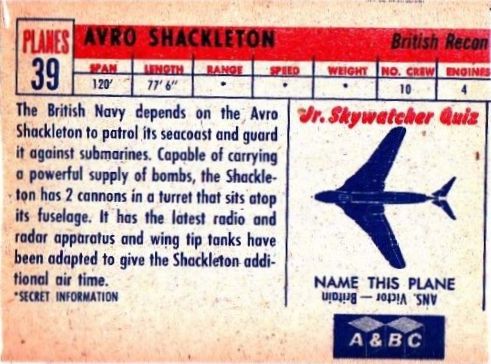 PLANES
39
AVRO SHACKLETON
British Recon
SPAN LENGTH RANGE SPEED WEIGHT NO. CREW ENGINES
120' 77' 6" * * * 10 4
The British Navy depends on the Avro
Shackleton to patrol its seacoast and guard
it against submarines. Capable of carrying
a powerful supply of bombs, the Shackle-
ton has 2 cannons in a turret that sits atop
its fuselage. It has the latest radio and
radar apparatus and wing tip tanks have
been adapted to give the Shackleton addi-
tional air time.
*SECRET INFORMATION
Jr. Skywatcher Quiz
NAME THIS PLANE
ANS. Victor — Britain
A & B C